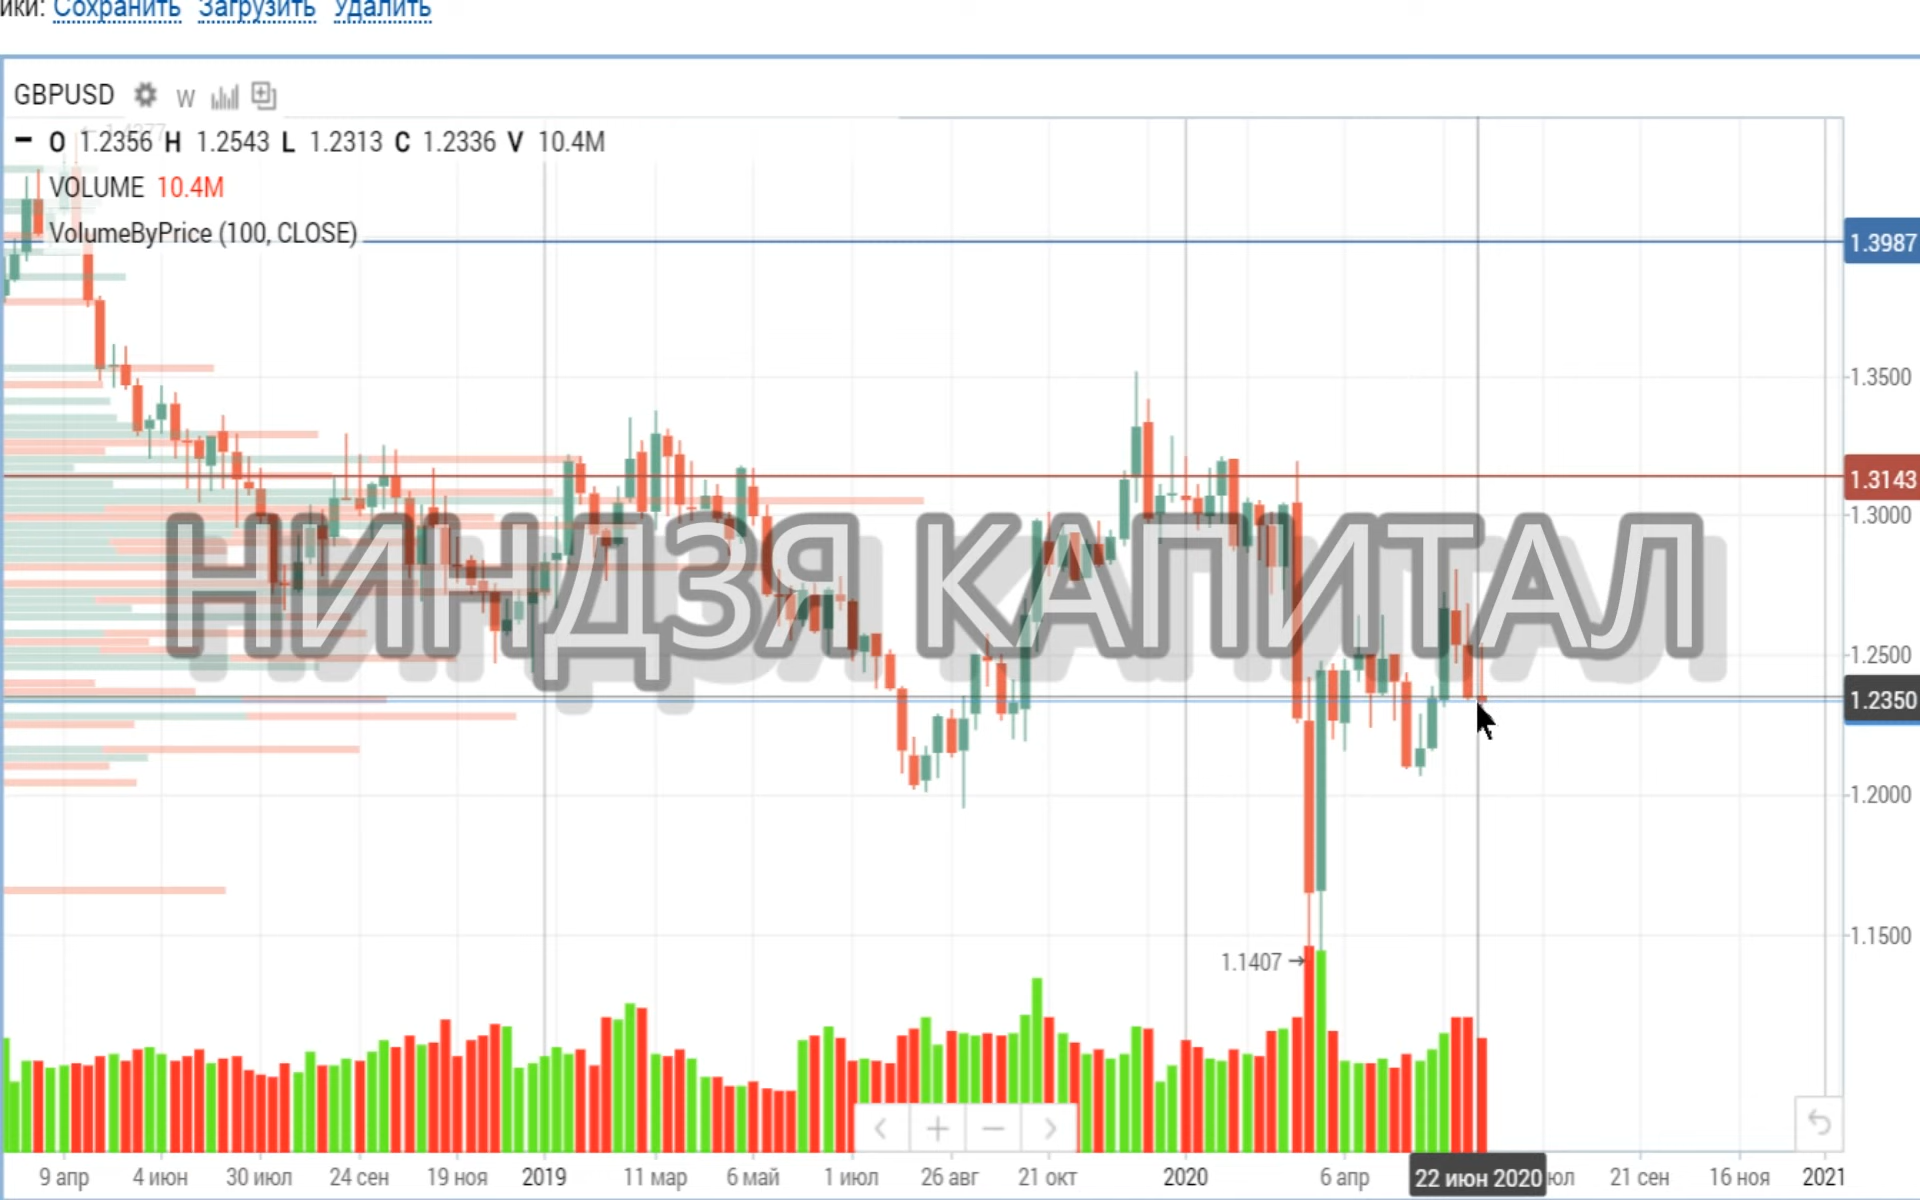 ики: Сохранить Загрузить Удалить
GBPUSD W
O 1.2356 H 1.2543 L 1.2313 C 1.2336 V 10.4M
VOLUME 10.4M
VolumeByPrice (100, CLOSE)
1.3987
1.3500
1.3143
1.3000
НИНДЗЯ КАПИТАЛ
1.2500
1.2350
1.2000
1.1500
1.1407
9 апр 4 июн 30 июл 24 сен 19 ноя 2019 11 мар 6 май 1 июл 26 авг 21 окт 2020 6 апр 22 июн 2020 юл 21 сен 16 ноя 2021